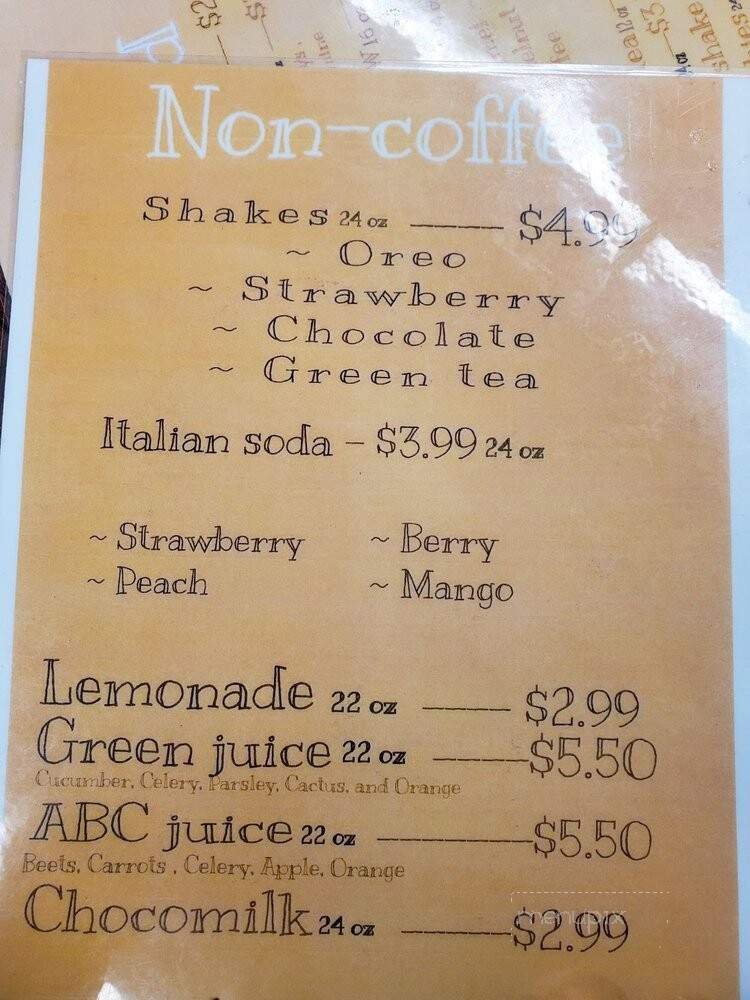 Non-coffee
Shakes 24 oz ——— $4.99
~ Oreo
~ Strawberry
~ Chocolate
~ Green tea
Italian soda - $3.99 24 oz
~ Strawberry ~ Berry
~ Peach ~ Mango
Lemonade 22 oz ——— $2.99
Green juice 22 oz ——— $5.50
Cucumber, Celery, Parsley, Cactus, and Orange
ABC juice 22 oz ——— $5.50
Beets, Carrots , Celery, Apple, Orange
menupix
Chocomilk 24 oz ——— $2.99